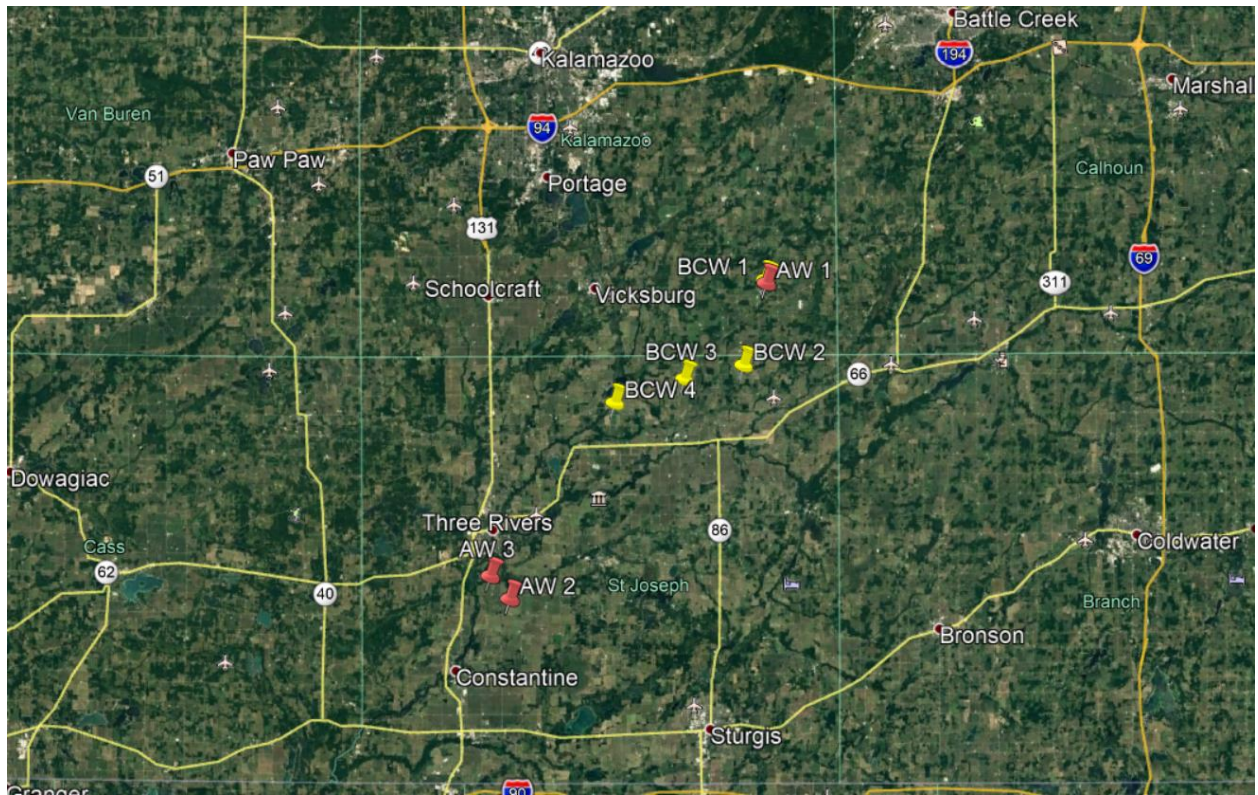 Battle Creek
Kalamazoo
194
Marshal
Van Buren
94
Kalamazoo
Paw Paw
Calhoun
51
Portage
131
69
BCW 1
AW 1
311
Schoolcraft
Vicksburg
BCW 3
BCW 2
66
BCW 4
Dowagiac
Three Rivers
86
Coldwater
AW 3
Cass
62
AW 2
St Joseph
40
Branch
Bronson
Constantine
Sturgis
Granger
90